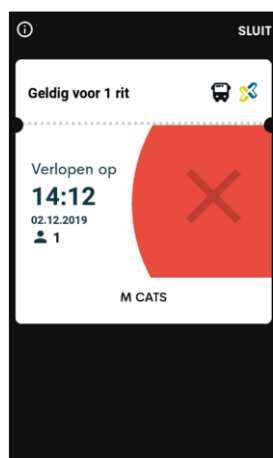 SLUIT
Geldig voor 1 rit
Verlopen op
14:12
02.12.2019
1
M CATS